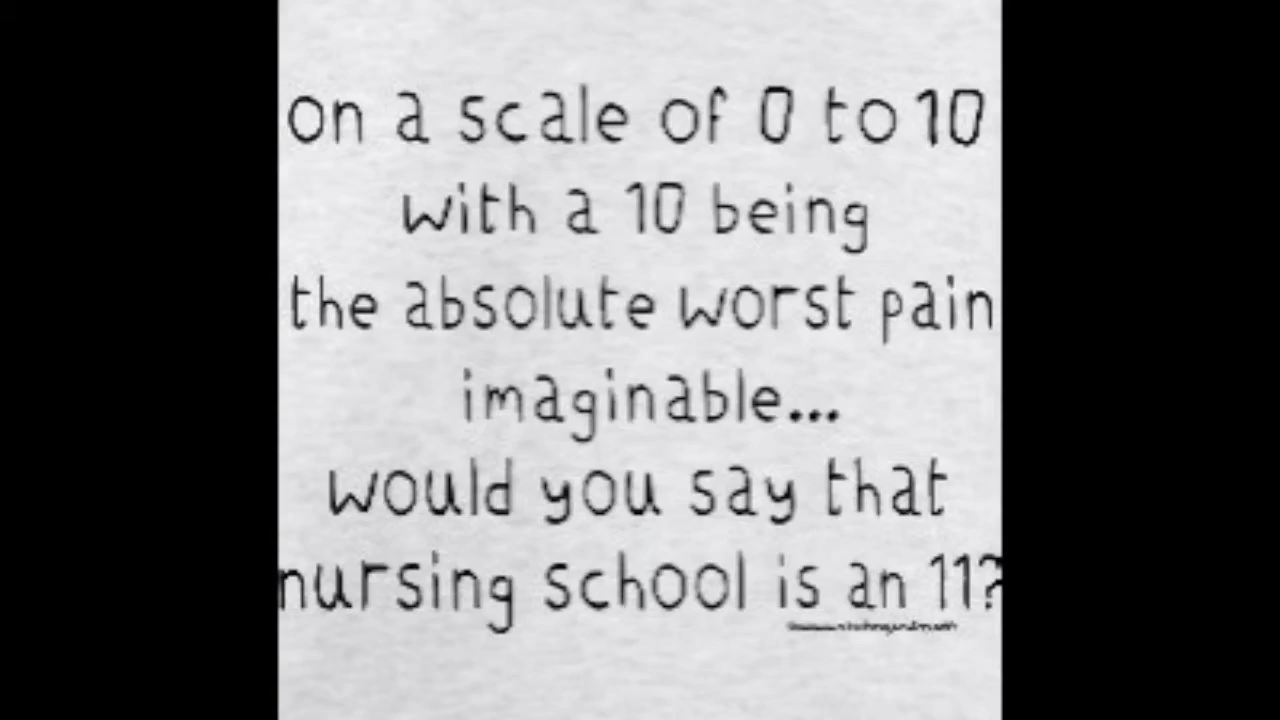 on a scale of 0 to 10
with a 10 being
the absolute worst pain
imaginable...
would you say that
nursing school is an 11?